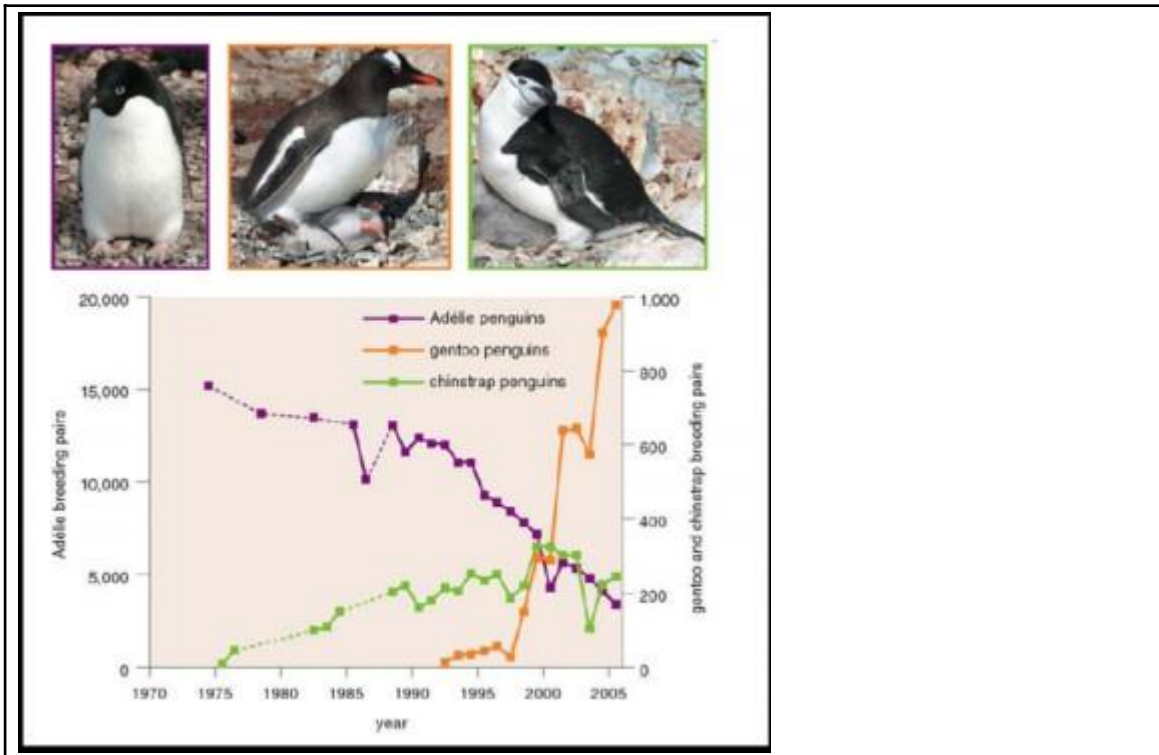 20,000
15,000
10,000
5,000
0
Adélie breeding pairs
Adélie penguins
gentoo penguins
chinstrap penguins
1,000
800
600
400
200
0
gentoo and chinstrap breeding pairs
1970 1975 1980 1985 1990 1995 2000 2005
year